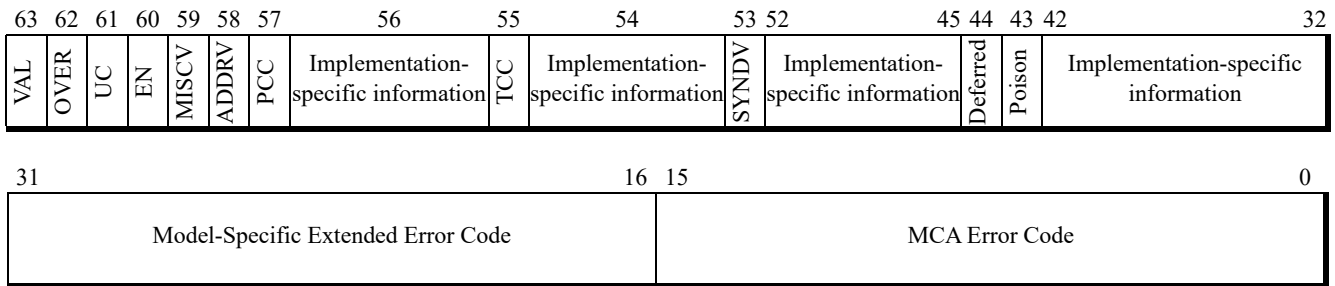 63 62 61 60 59 58 57 56 55 54 53 52 45 44 43 42 32
VAL
OVER
UC
EN
MISCV
ADDRV
PCC
Implementation-
specific information
TCC
Implementation-
specific information
SYNDV
Implementation-
specific information
Deferred
Poison
Implementation-specific
information
31 16 15 0
Model-Specific Extended Error Code
MCA Error Code